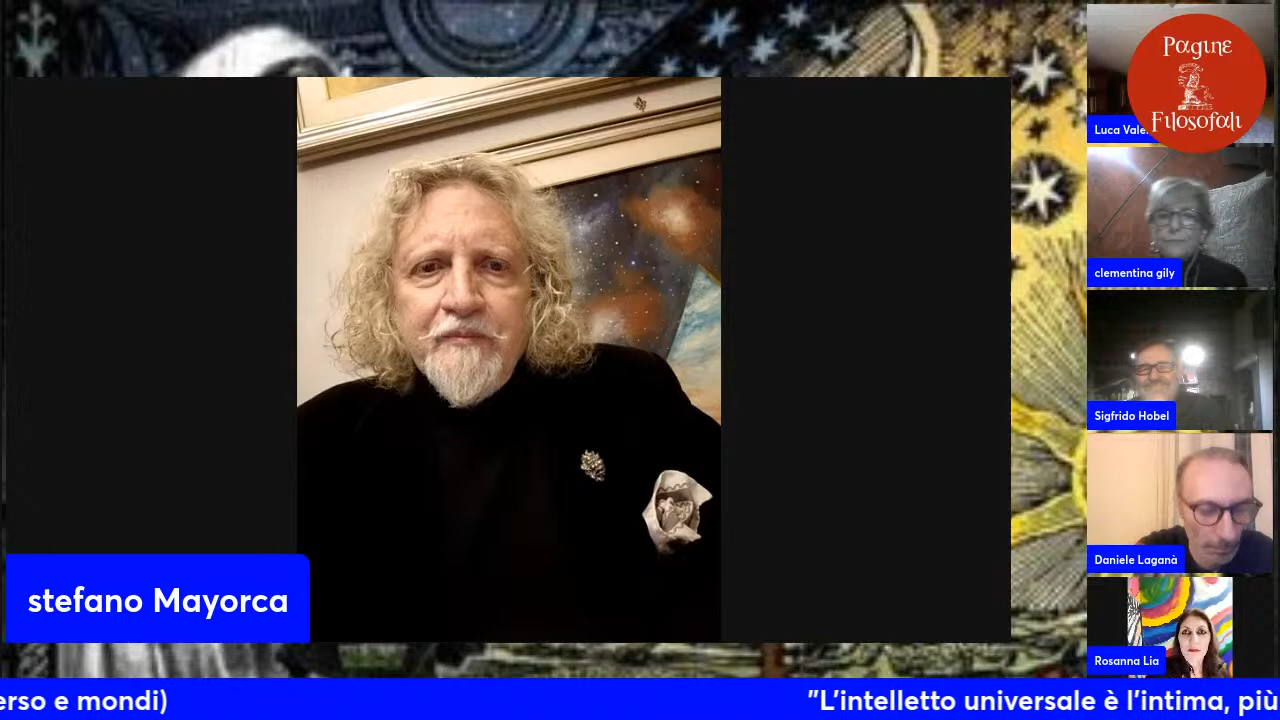 Pagine
Filosofali
Luca Vale
clementina gily
Sigfrido Hobel
Daniele Laganà
Rosanna Lia
stefano Mayorca
erso e mondi)
"L'intelletto universale è l'intima, più